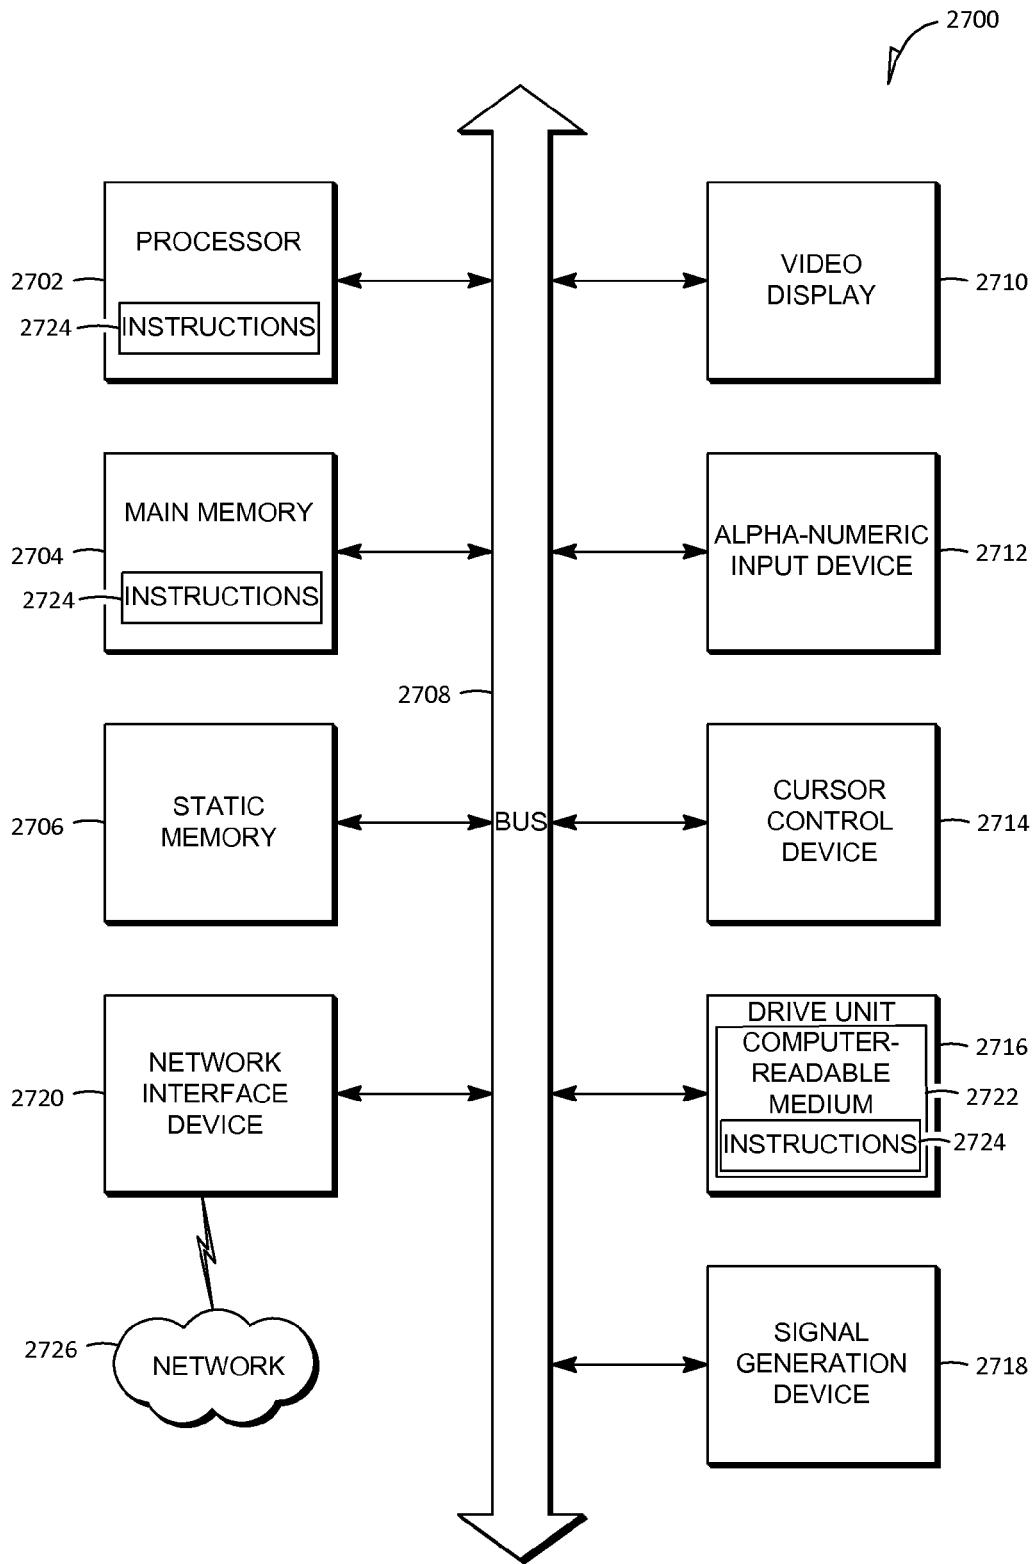 2700
PROCESSOR
2702
2724
INSTRUCTIONS
VIDEO
DISPLAY
2710
MAIN MEMORY
2704
2724
INSTRUCTIONS
ALPHA-NUMERIC
INPUT DEVICE
2712
2708
STATIC
MEMORY
2706
BUS
CURSOR
CONTROL
DEVICE
2714
NETWORK
INTERFACE
DEVICE
2720
DRIVE UNIT
COMPUTER-
READABLE
MEDIUM
INSTRUCTIONS
2716
2722
2724
2726
NETWORK
SIGNAL
GENERATION
DEVICE
2718